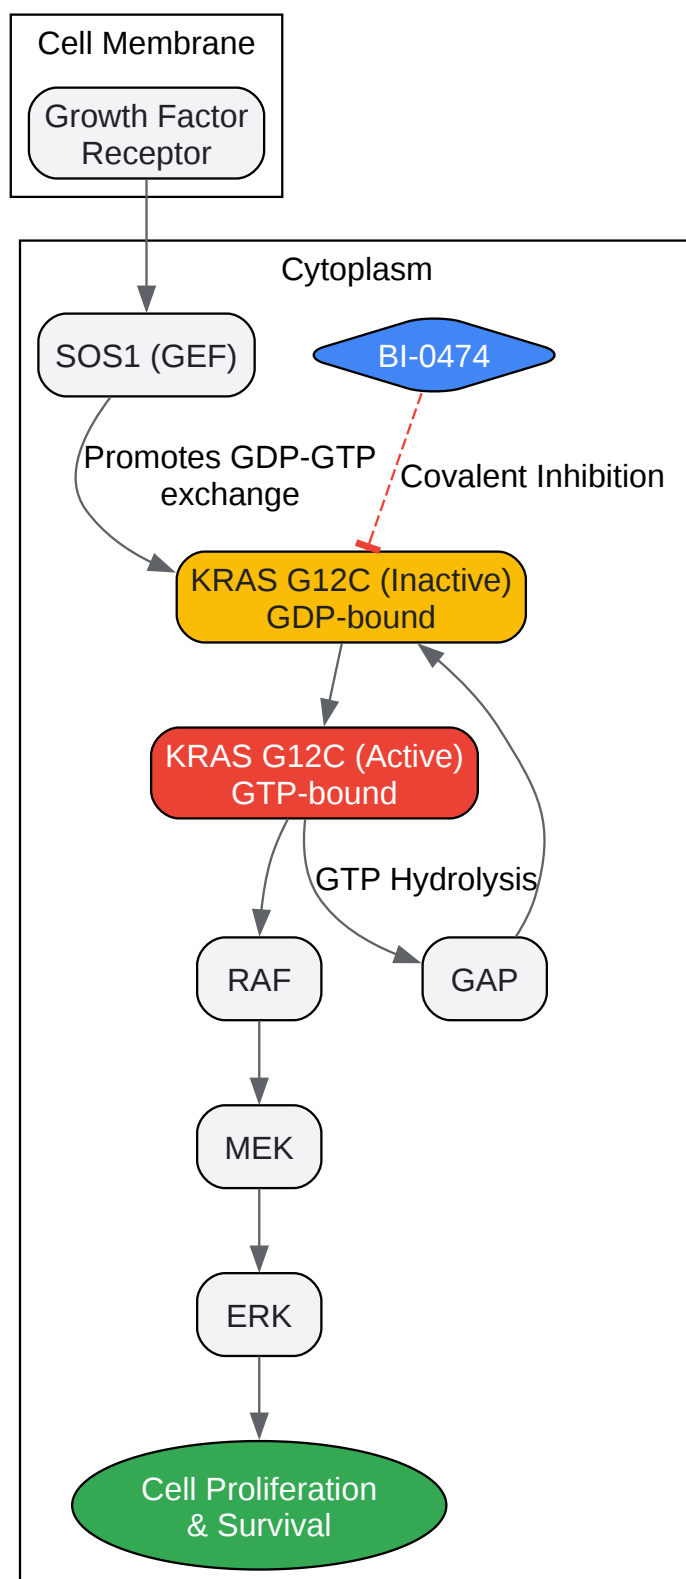 Cell Membrane
Growth Factor
Receptor
Cytoplasm
SOS1 (GEF)
BI-0474
Promotes GDP-GTP
exchange
Covalent Inhibition
KRAS G12C (Inactive)
GDP-bound
KRAS G12C (Active)
GTP-bound
GTP Hydrolysis
RAF
GAP
MEK
ERK
Cell Proliferation
& Survival